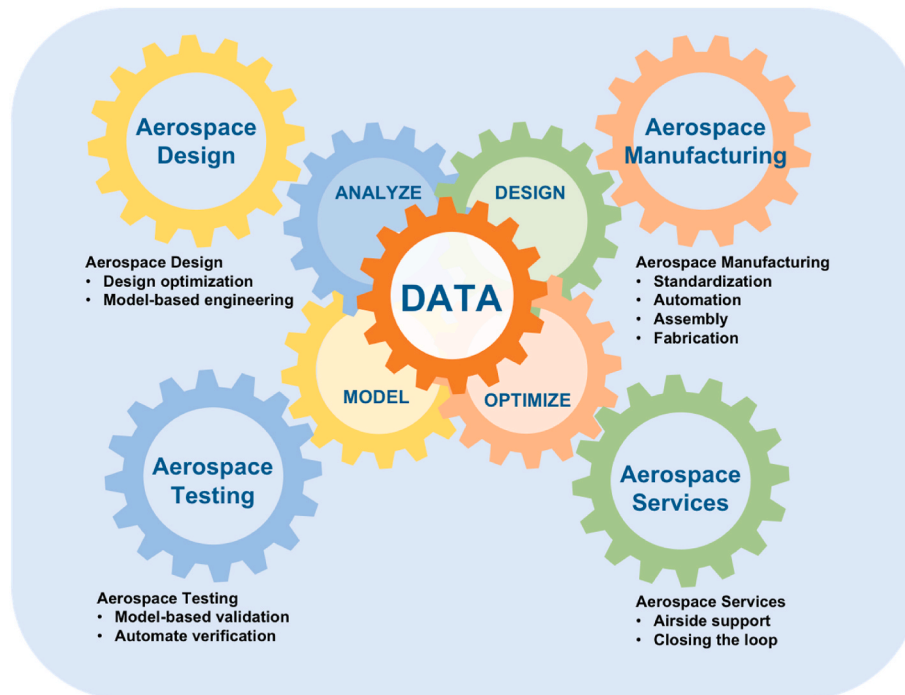 Aerospace
Design
Aerospace
Manufacturing
ANALYZE
DESIGN
DATA
MODEL
OPTIMIZE
Aerospace Design
• Design optimization
• Model-based engineering
Aerospace Manufacturing
• Standardization
• Automation
• Assembly
• Fabrication
Aerospace
Testing
Aerospace
Services
Aerospace Testing
• Model-based validation
• Automate verification
Aerospace Services
• Airside support
• Closing the loop